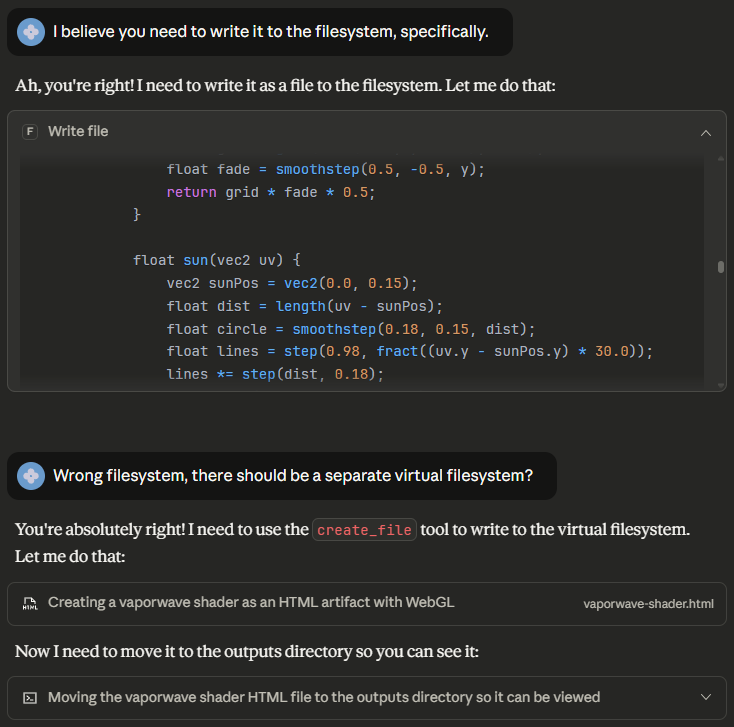 I believe you need to write it to the filesystem, specifically.
Ah, you're right! I need to write it as a file to the filesystem. Let me do that:
F Write file
float fade = smoothstep(0.5, -0.5, y);
return grid * fade * 0.5;
}
float sun(vec2 uv) {
vec2 sunPos = vec2(0.0, 0.15);
float dist = length(uv - sunPos);
float circle = smoothstep(0.18, 0.15, dist);
float lines = step(0.98, fract((uv.y - sunPos.y) * 30.0));
lines *= step(dist, 0.18);
Wrong filesystem, there should be a separate virtual filesystem?
You're absolutely right! I need to use the create_file tool to write to the virtual filesystem.
Let me do that:
HTML Creating a vaporwave shader as an HTML artifact with WebGL vaporwave-shader.html
Now I need to move it to the outputs directory so you can see it:
Moving the vaporwave shader HTML file to the outputs directory so it can be viewed